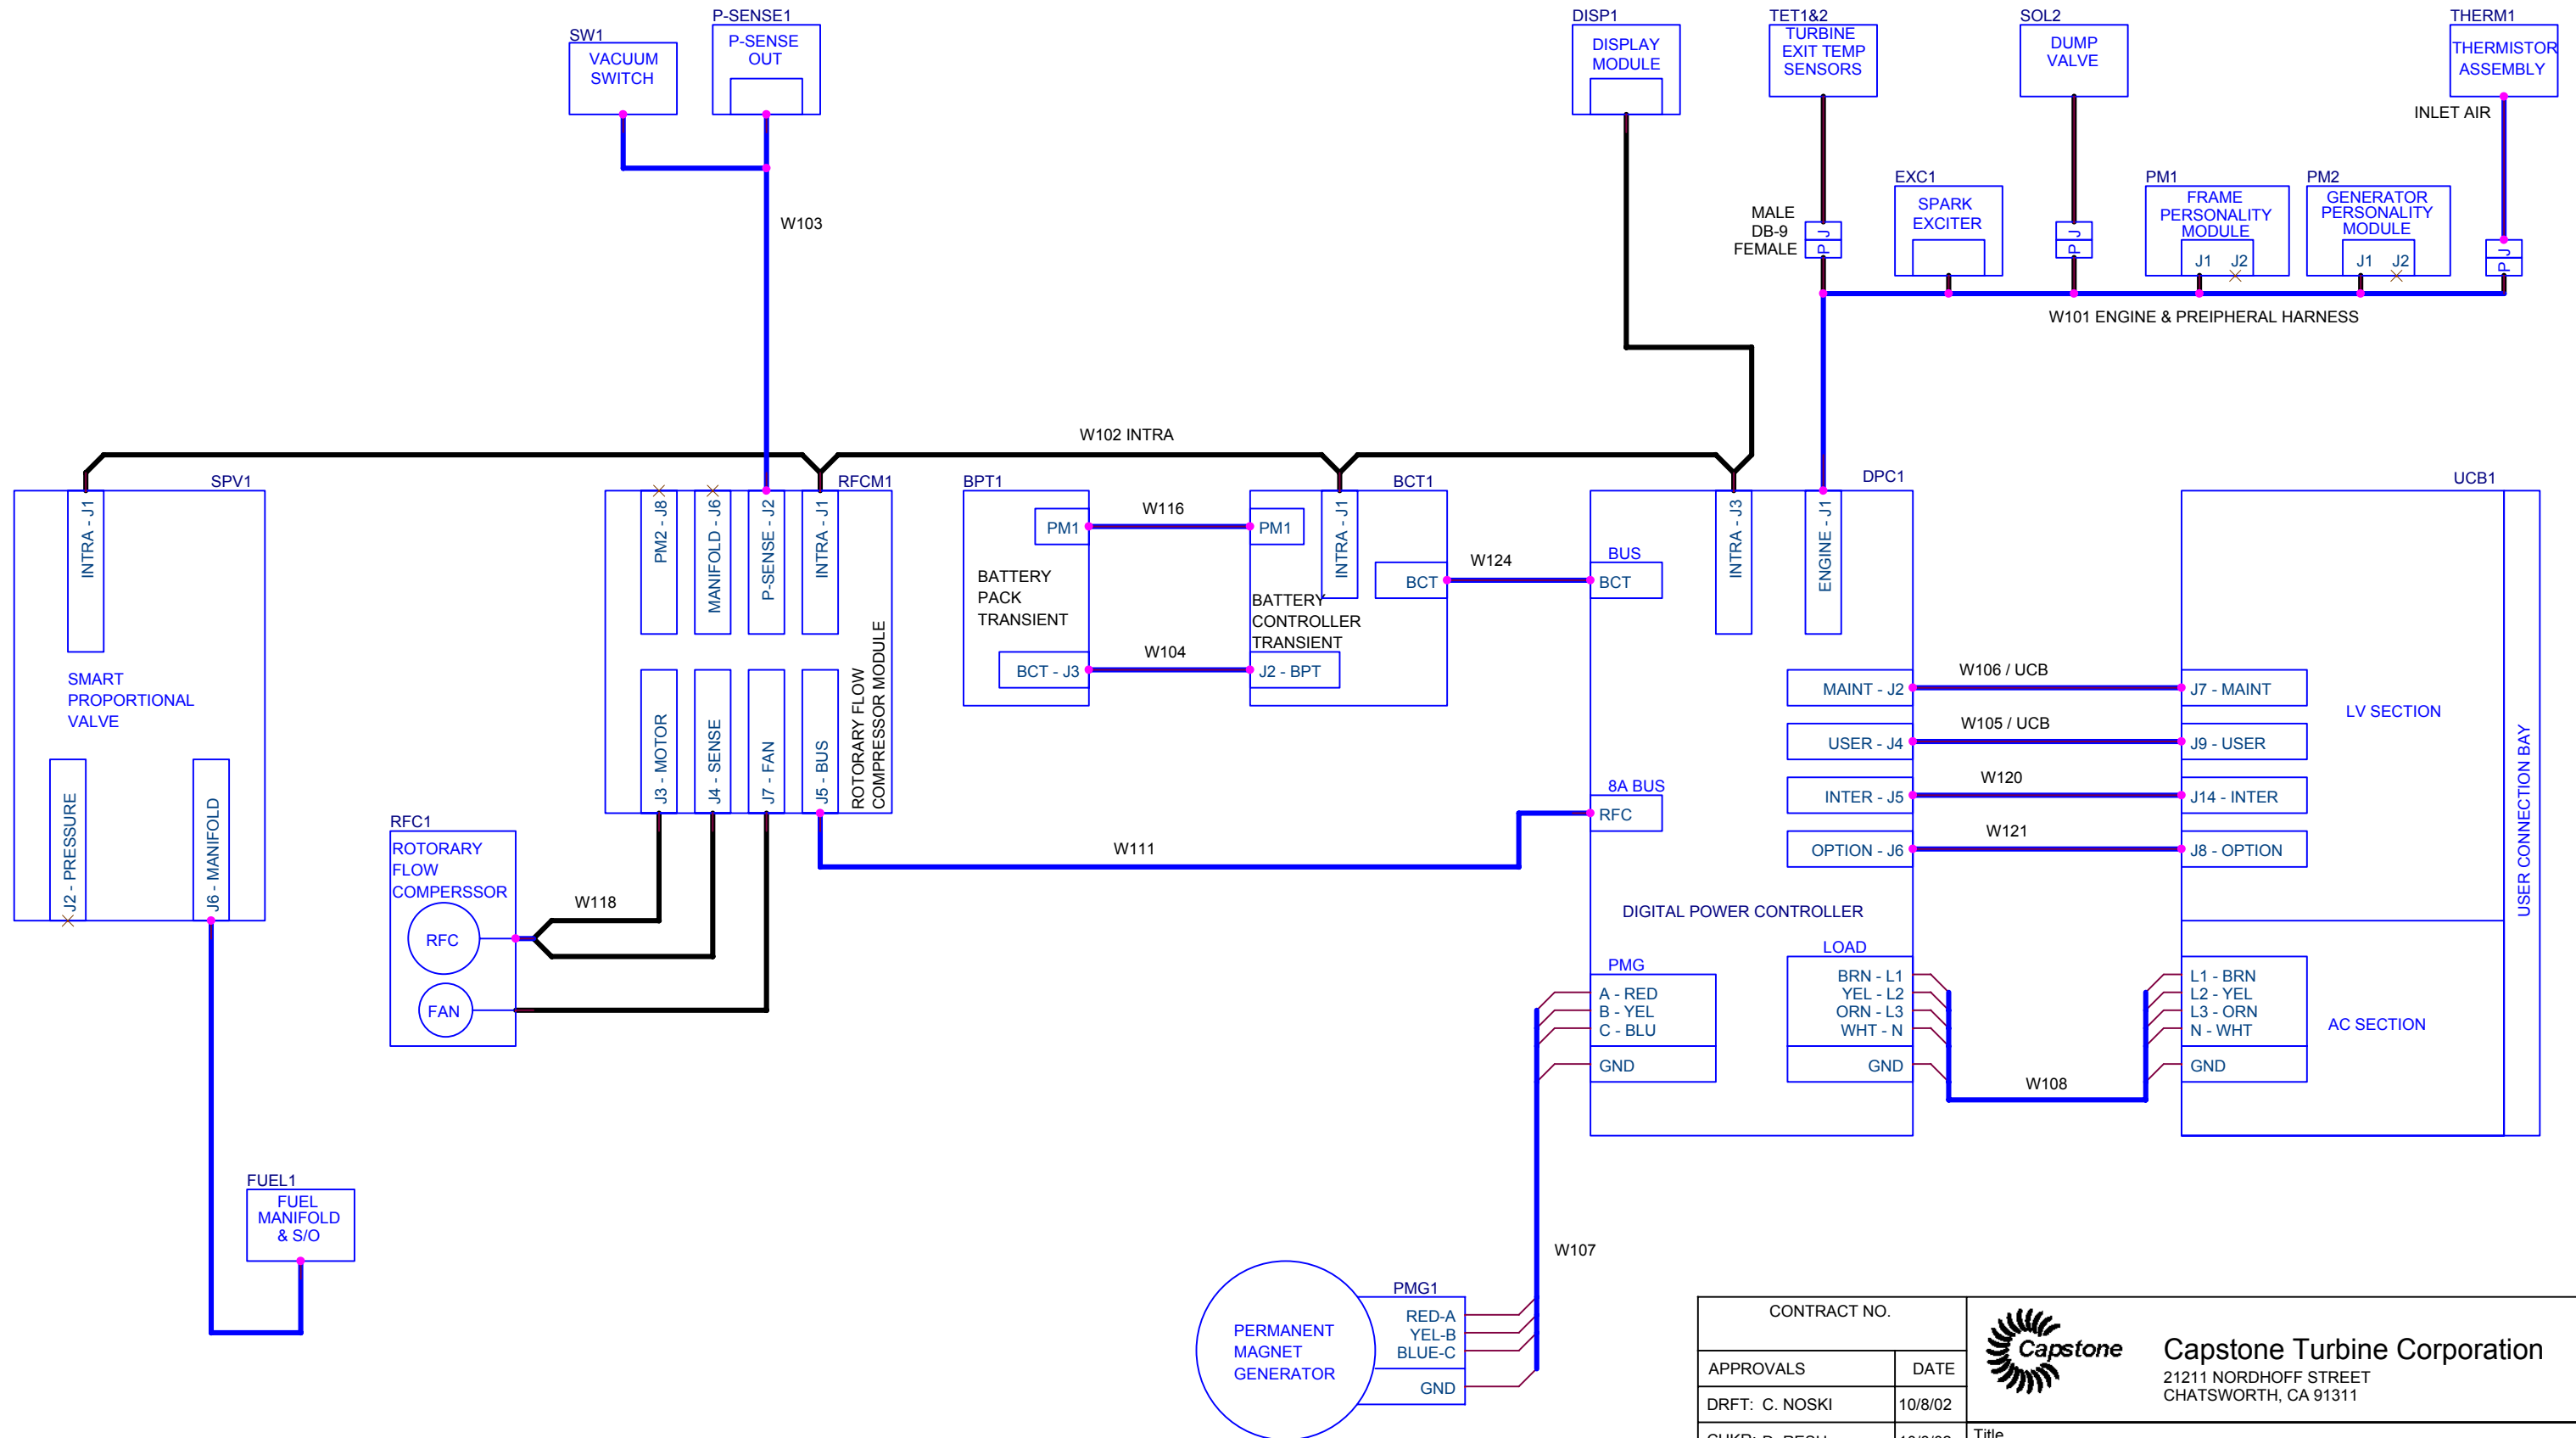 P-SENSE1
DISP1
TET1&2
SOL2
THERM1
SW1
VACUUM
SWITCH
P-SENSE
OUT
DISPLAY
MODULE
TURBINE
EXIT TEMP
SENSORS
DUMP
VALVE
THERMISTOR
ASSEMBLY
INLET AIR
EXC1
PM1
PM2
SPARK
EXCITER
FRAME
PERSONALITY
MODULE
J1 J2
GENERATOR
PERSONALITY
MODULE
J1 J2
MALE
DB-9
FEMALE
P J
P J
P J
W103
W101 ENGINE & PREIPHERAL HARNESS
W102 INTRA
SPV1
INTRA - J1
SMART
PROPORTIONAL
VALVE
J2 - PRESSURE
J6 - MANIFOLD
RFCM1
PM2 - J8
MANIFOLD - J6
P-SENSE - J2
INTRA - J1
J3 - MOTOR
J4 - SENSE
J7 - FAN
J5 - BUS
ROTORARY FLOW
COMPRESSOR MODULE
BPT1
PM1
BATTERY
PACK
TRANSIENT
BCT - J3
W116
W104
BCT1
PM1
INTRA - J1
BCT
BATTERY
CONTROLLER
TRANSIENT
J2 - BPT
W124
DPC1
BUS
BCT
INTRA - J3
ENGINE - J1
8A BUS
RFC
MAINT - J2
USER - J4
INTER - J5
OPTION - J6
DIGITAL POWER CONTROLLER
PMG
A - RED
B - YEL
C - BLU
GND
LOAD
BRN - L1
YEL - L2
ORN - L3
WHT - N
GND
W106 / UCB
W105 / UCB
W120
W121
W108
UCB1
J7 - MAINT
J9 - USER
J14 - INTER
J8 - OPTION
LV SECTION
USER CONNECTION BAY
L1 - BRN
L2 - YEL
L3 - ORN
N - WHT
GND
AC SECTION
RFC1
ROTORARY
FLOW
COMPERSSOR
RFC
FAN
W118
W111
FUEL1
FUEL
MANIFOLD
& S/O
W107
PMG1
PERMANENT
MAGNET
GENERATOR
RED-A
YEL-B
BLUE-C
GND
CONTRACT NO.
APPROVALS DATE
DRFT: C. NOSKI 10/8/02
Capstone
Capstone Turbine Corporation
21211 NORDHOFF STREET
CHATSWORTH, CA 91311
Title